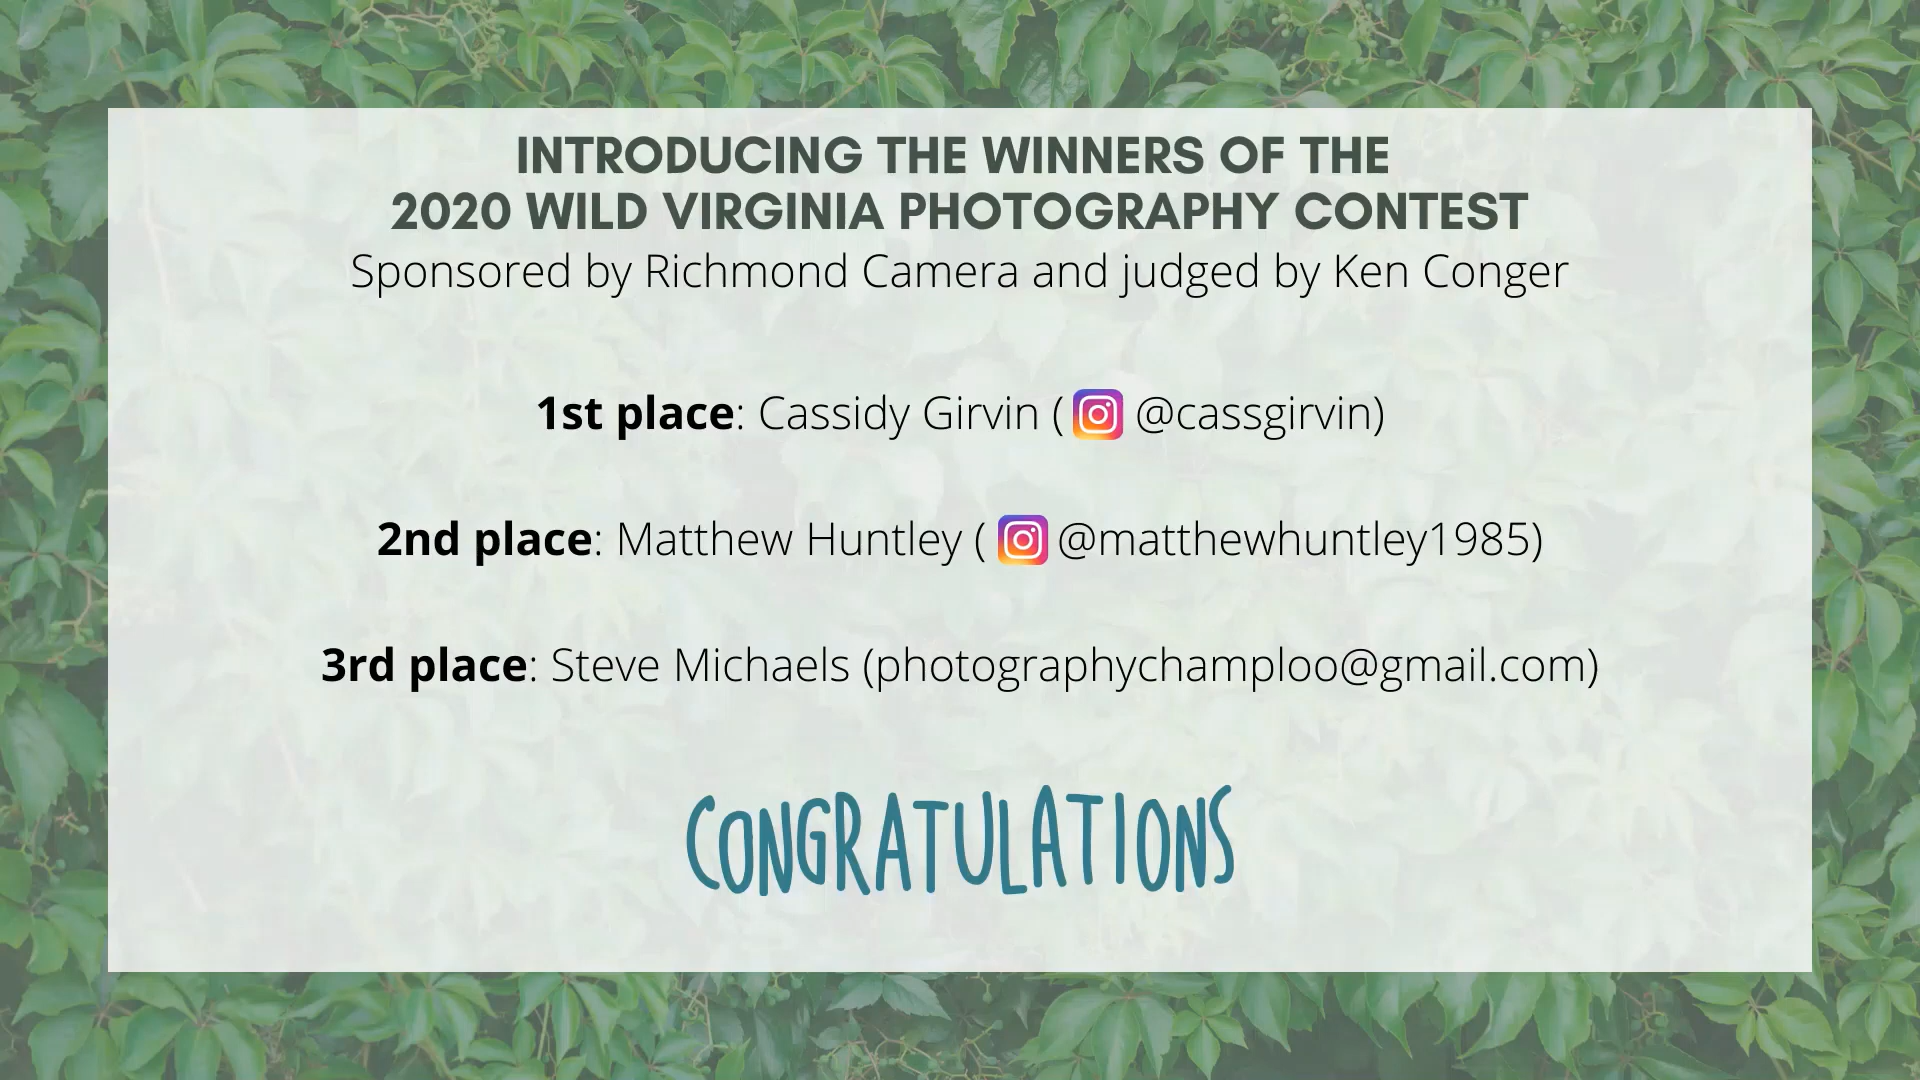 INTRODUCING THE WINNERS OF THE
2020 WILD VIRGINIA PHOTOGRAPHY CONTEST
Sponsored by Richmond Camera and judged by Ken Conger
1st place: Cassidy Girvin ( @cassgirvin)
2nd place: Matthew Huntley ( @matthewhuntley1985)
3rd place: Steve Michaels (photographychamploo@gmail.com)
CONGRATULATIONS